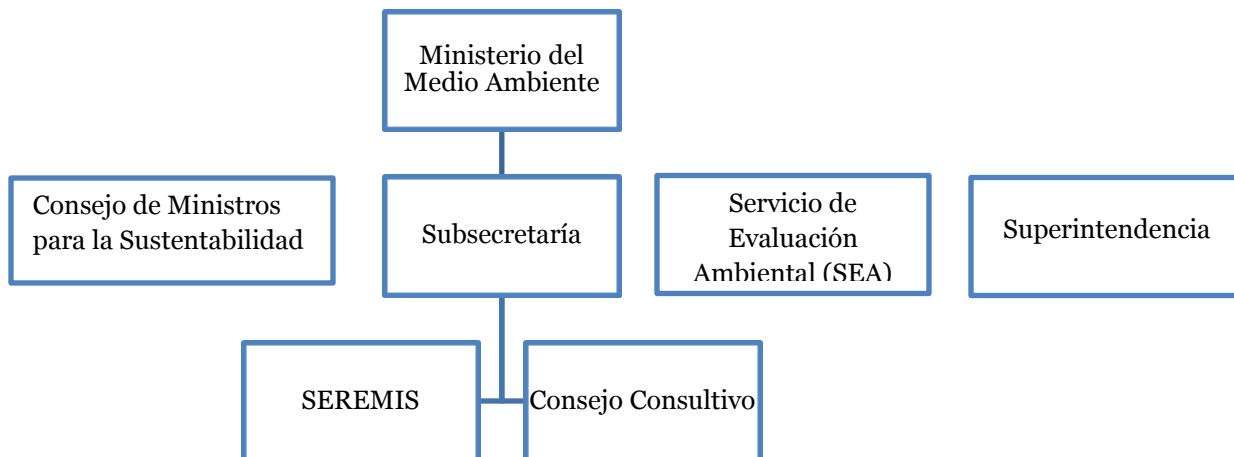 Ministerio del
Medio Ambiente
Consejo de Ministros
para la Sustentabilidad
Subsecretaría
Servicio de
Evaluación
Ambiental (SEA)
Superintendencia
SEREMIS
Consejo Consultivo